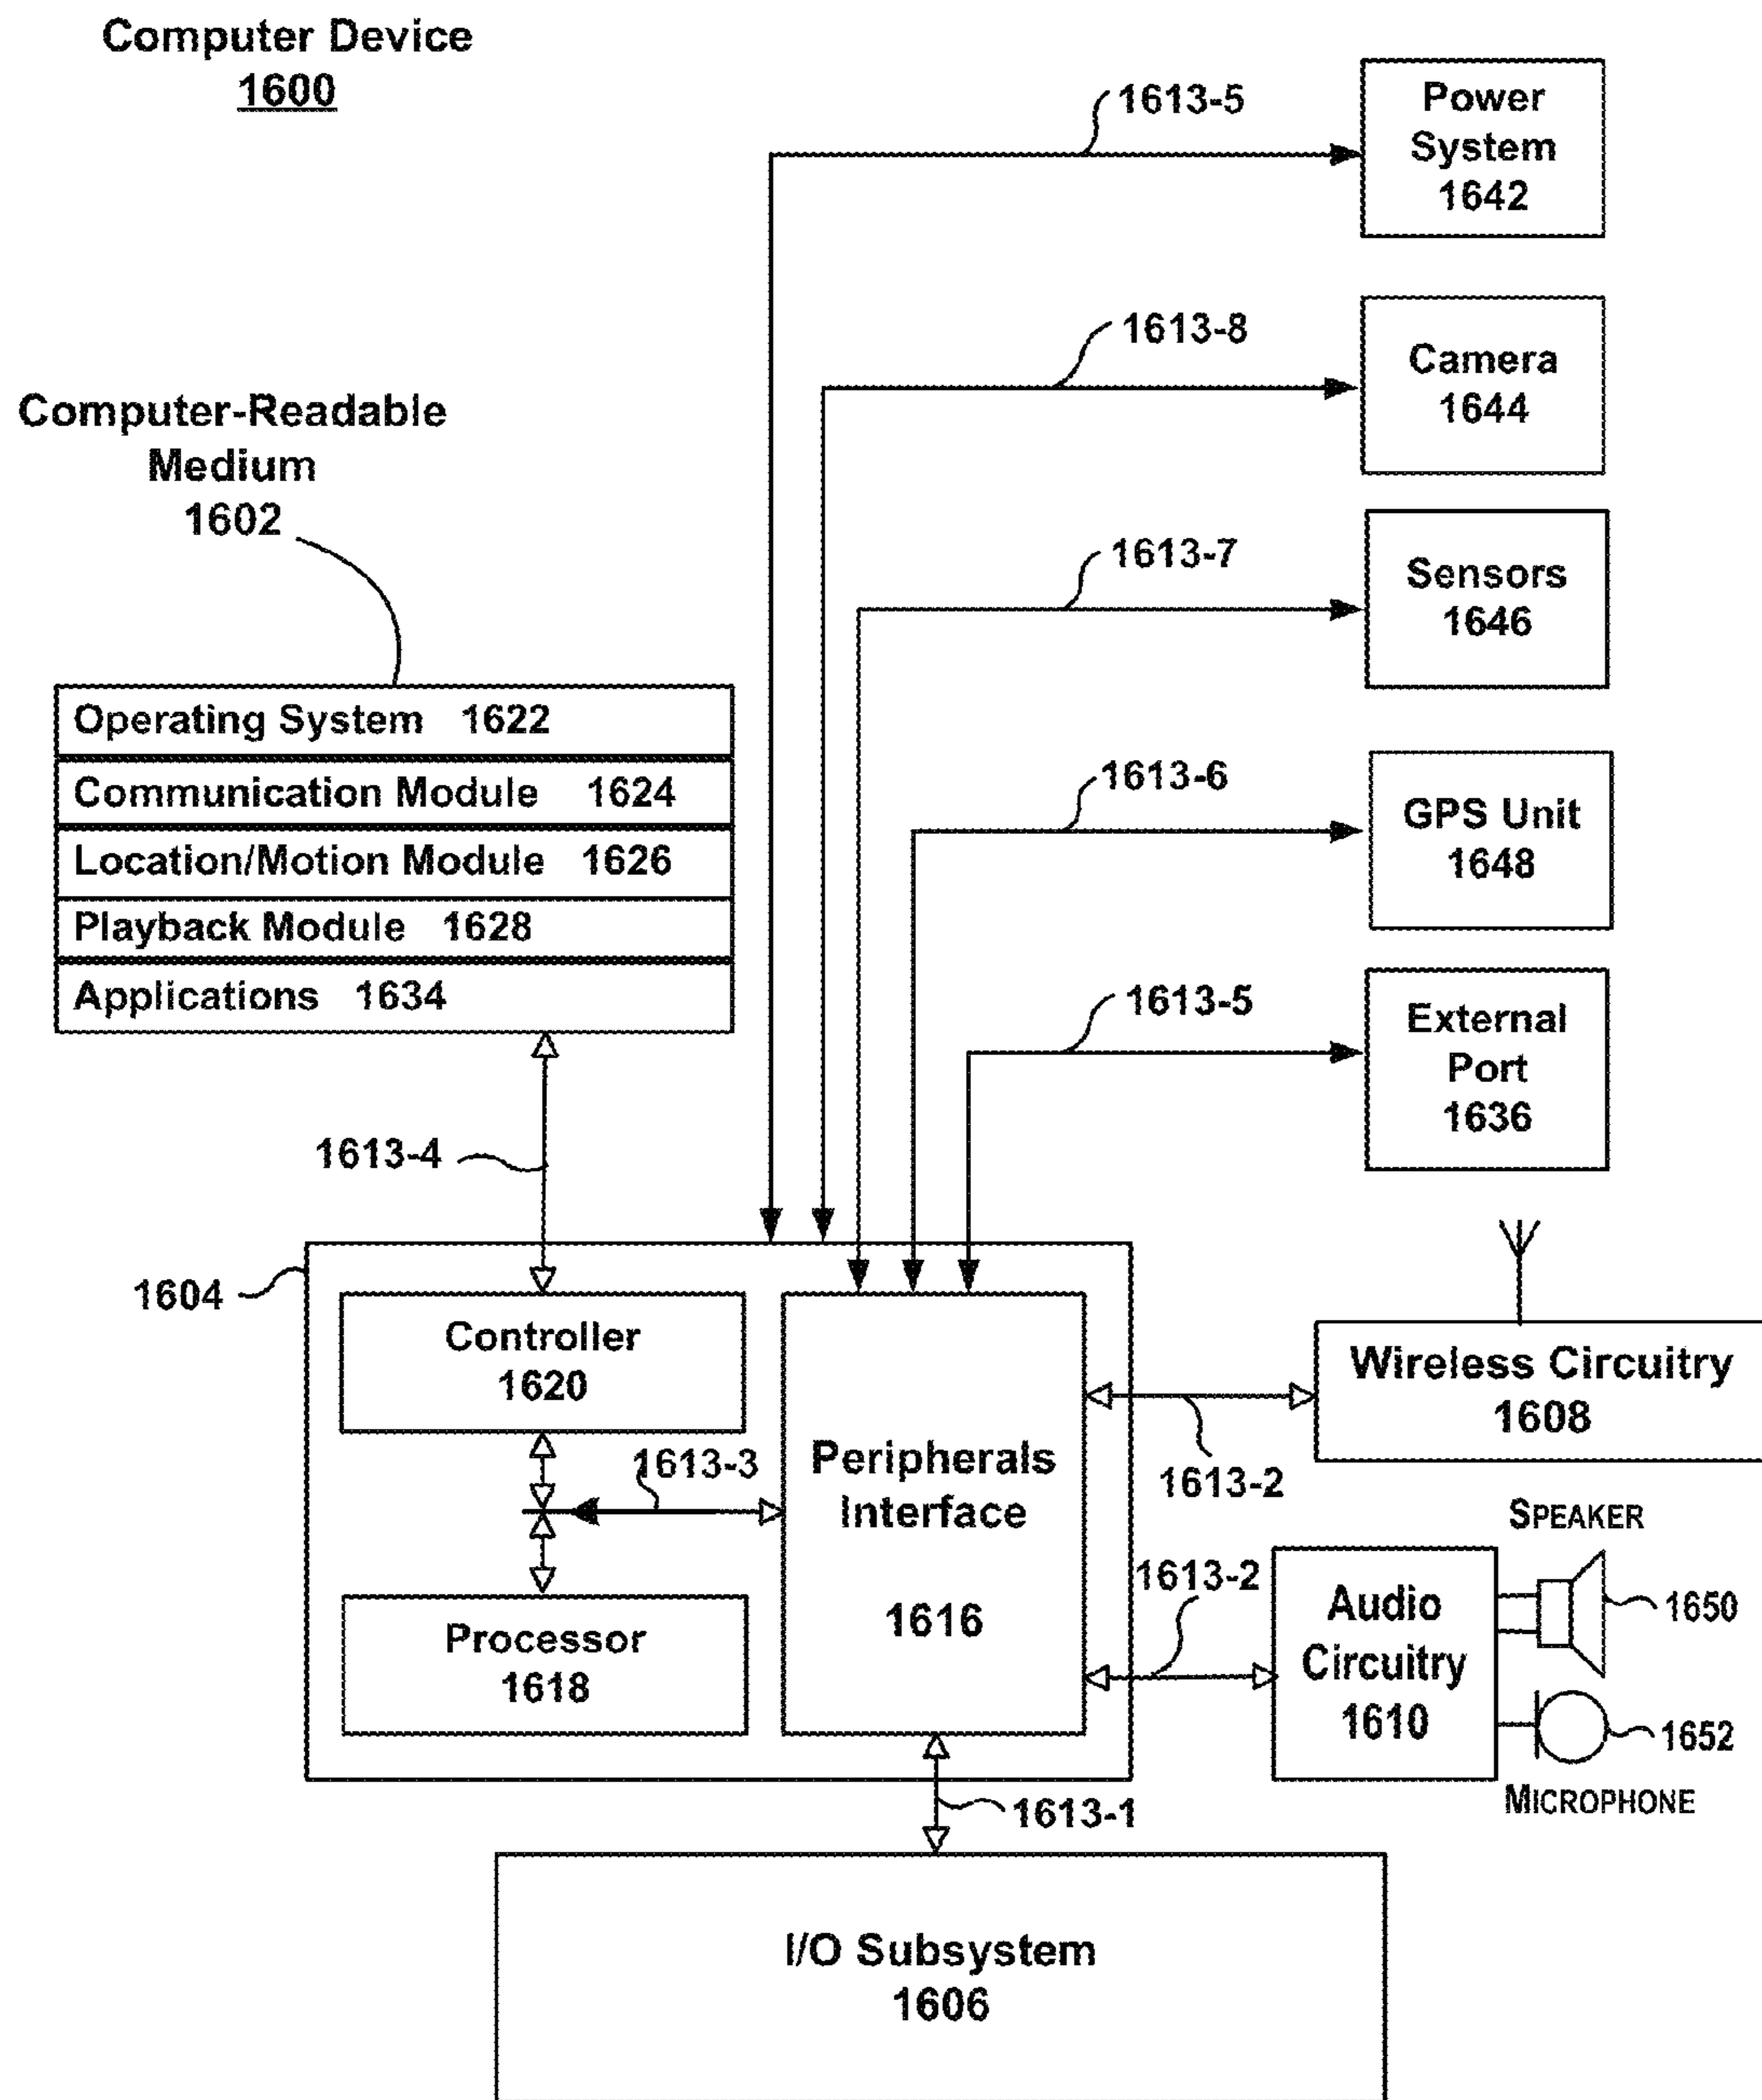 Computer Device
1600
1613-5
Power
System
1642
1613-8
Camera
1644
Computer-Readable
Medium
1602
1613-7
Sensors
1646
Operating System 1622
Communication Module 1624
Location/Motion Module 1626
Playback Module 1628
Applications 1634
1613-6
GPS Unit
1648
1613-5
External
Port
1636
1613-4
1604
Controller
1620
Wireless Circuitry
1608
1613-3
Peripherals
Interface
1616
1613-2
SPEAKER
1613-2
Audio
Circuitry
1610
1650
Processor
1618
1652
MICROPHONE
1613-1
I/O Subsystem
1606